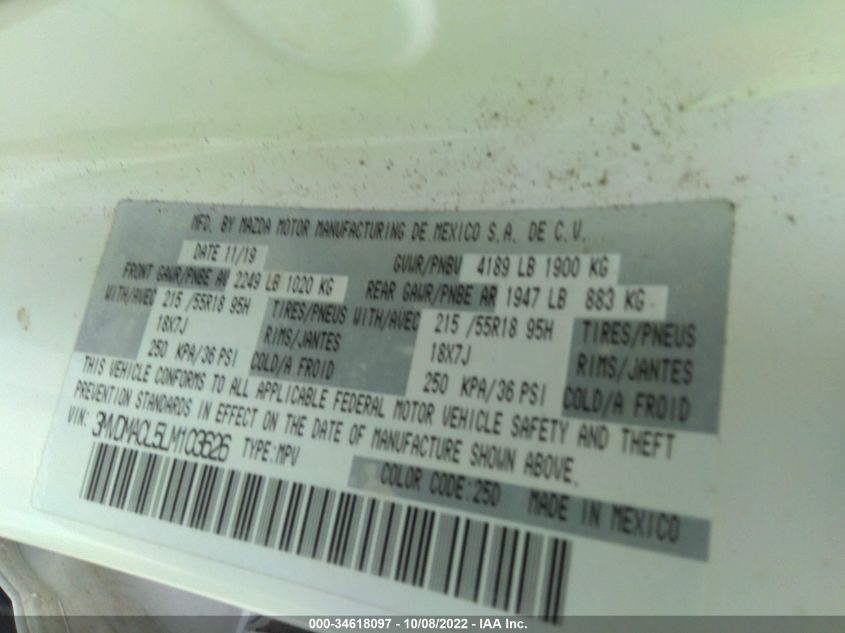 MFD. BY MAZDA MOTOR MANUFACTURING DE MEXICO S.A. DE C.V.
DATE 11/19 GVWR/PNBV 4189 LB 1900 KG
FRONT GAWR/PNBE AV 2249 LB 1020 KG REAR GAWR/PNBE AR 1947 LB 883 KG
WITH/AVEC 215 /55R18 95H TIRES/PNEUS WITH/AVEC 215 /55R18 95H TIRES/PNEUS
18X7J RIMS/JANTES 18X7J RIMS/JANTES
250 KPA/36 PSI COLD/A FROID 250 KPA/36 PSI COLD/A FROID
THIS VEHICLE CONFORMS TO ALL APPLICABLE FEDERAL MOTOR VEHICLE SAFETY AND THEFT
PREVENTION STANDARDS IN EFFECT ON THE DATE OF MANUFACTURE SHOWN ABOVE.
VIN: 3MVDMACL5LM103626 TYPE:MPV
COLOR CODE:25D MADE IN MEXICO
000-34618097 - 10/08/2022 - IAA Inc.